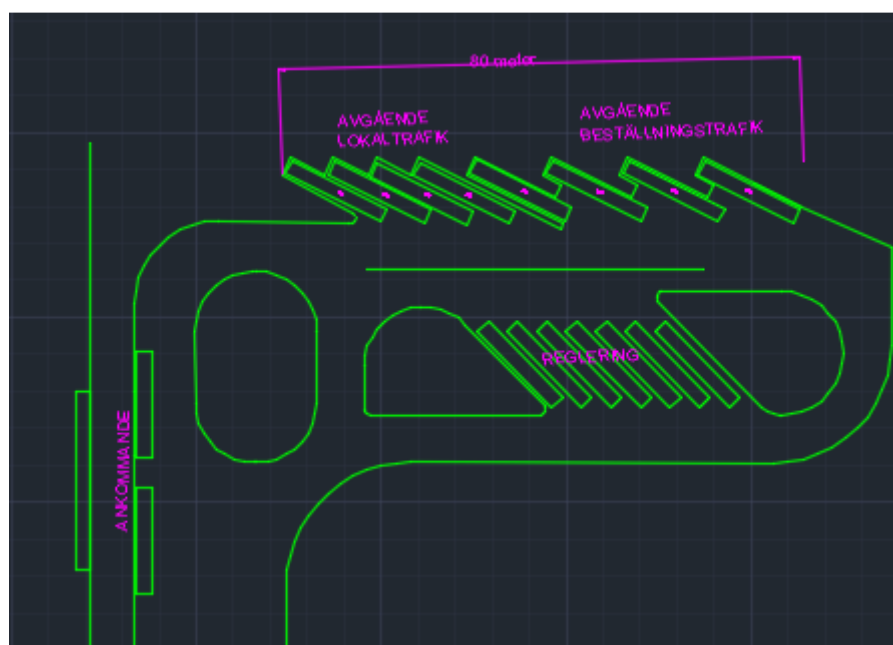 80 meter
AVGÅENDE
LOKALTRAFIK
AVGÅENDE
BESTÄLLNINGSTRAFIK
REGLERING
ANKOMMANDE